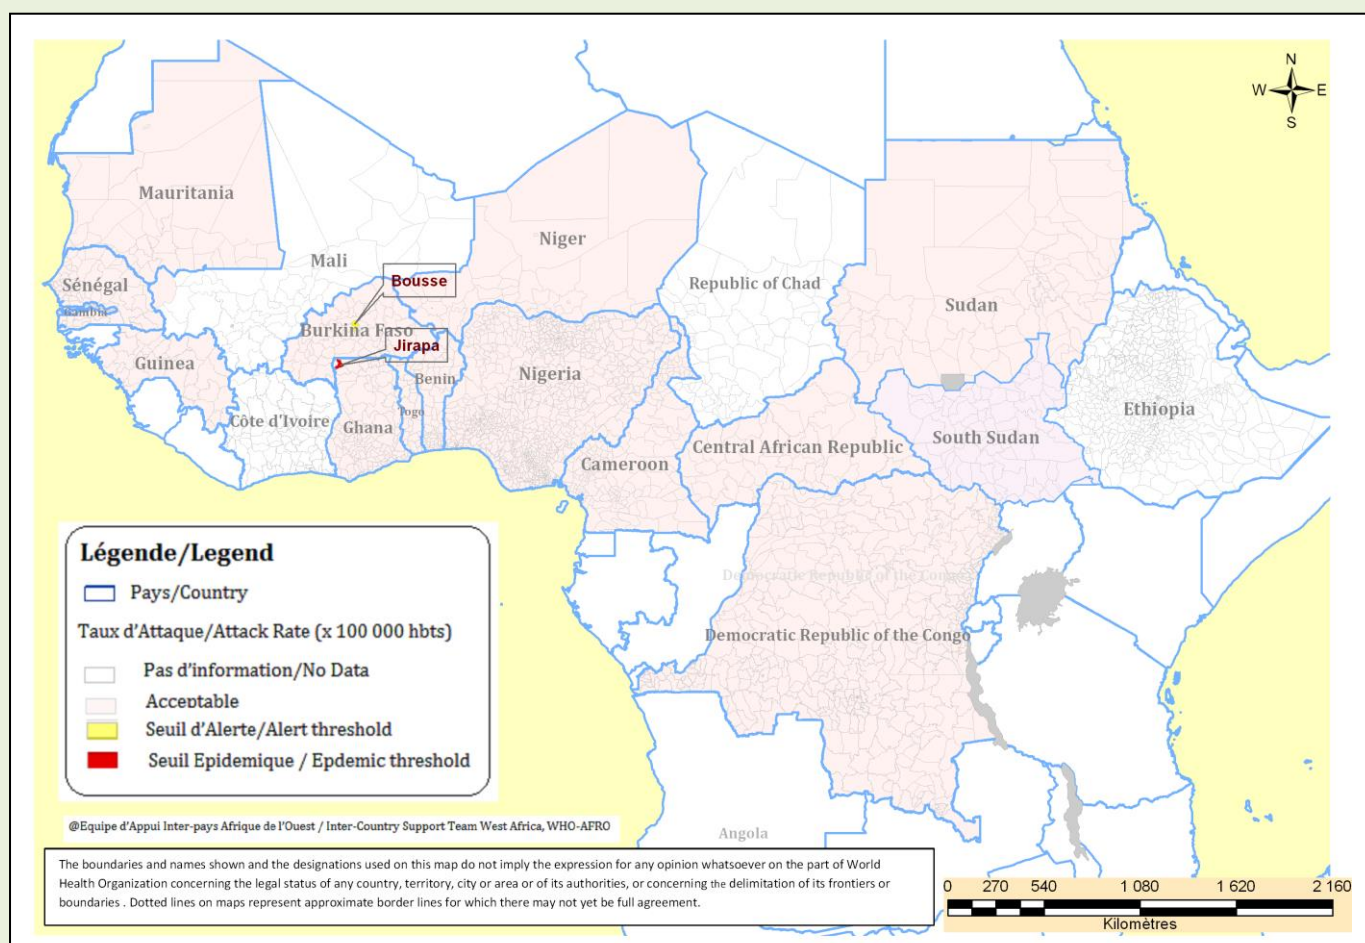 N
W E
S
Mauritania
Mali
Niger
Bousse
Republic of Chad
Sudan
Sénégal
Gambia
Burkina Faso
Jirapa
Guinea
Benin
Nigeria
Togo
Côte d'Ivoire
Ghana
Ethiopia
South Sudan
Central African Republic
Cameroon
Democratic Republic of the Congo
Democratic Republic of the Congo
Angola
Légende/Legend
Pays/Country
Taux d'Attaque/Attack Rate (x 100 000 hbts)
Pas d'information/No Data
Acceptable
Seuil d'Alerte/Alert threshold
Seuil Epidemique / Epdemic threshold
@Equipe d'Appui Inter-pays Afrique de l'Ouest / Inter-Country Support Team West Africa, WHO-AFRO
The boundaries and names shown and the designations used on this map do not imply the expression for any opinion whatsoever on the part of World
Health Organization concerning the legal status of any country, territory, city or area or of its authorities, or concerning the delimitation of its frontiers or
boundaries . Dotted lines on maps represent approximate border lines for which there may not yet be full agreement.
0 270 540 1 080 1 620 2 160
Kilomètres